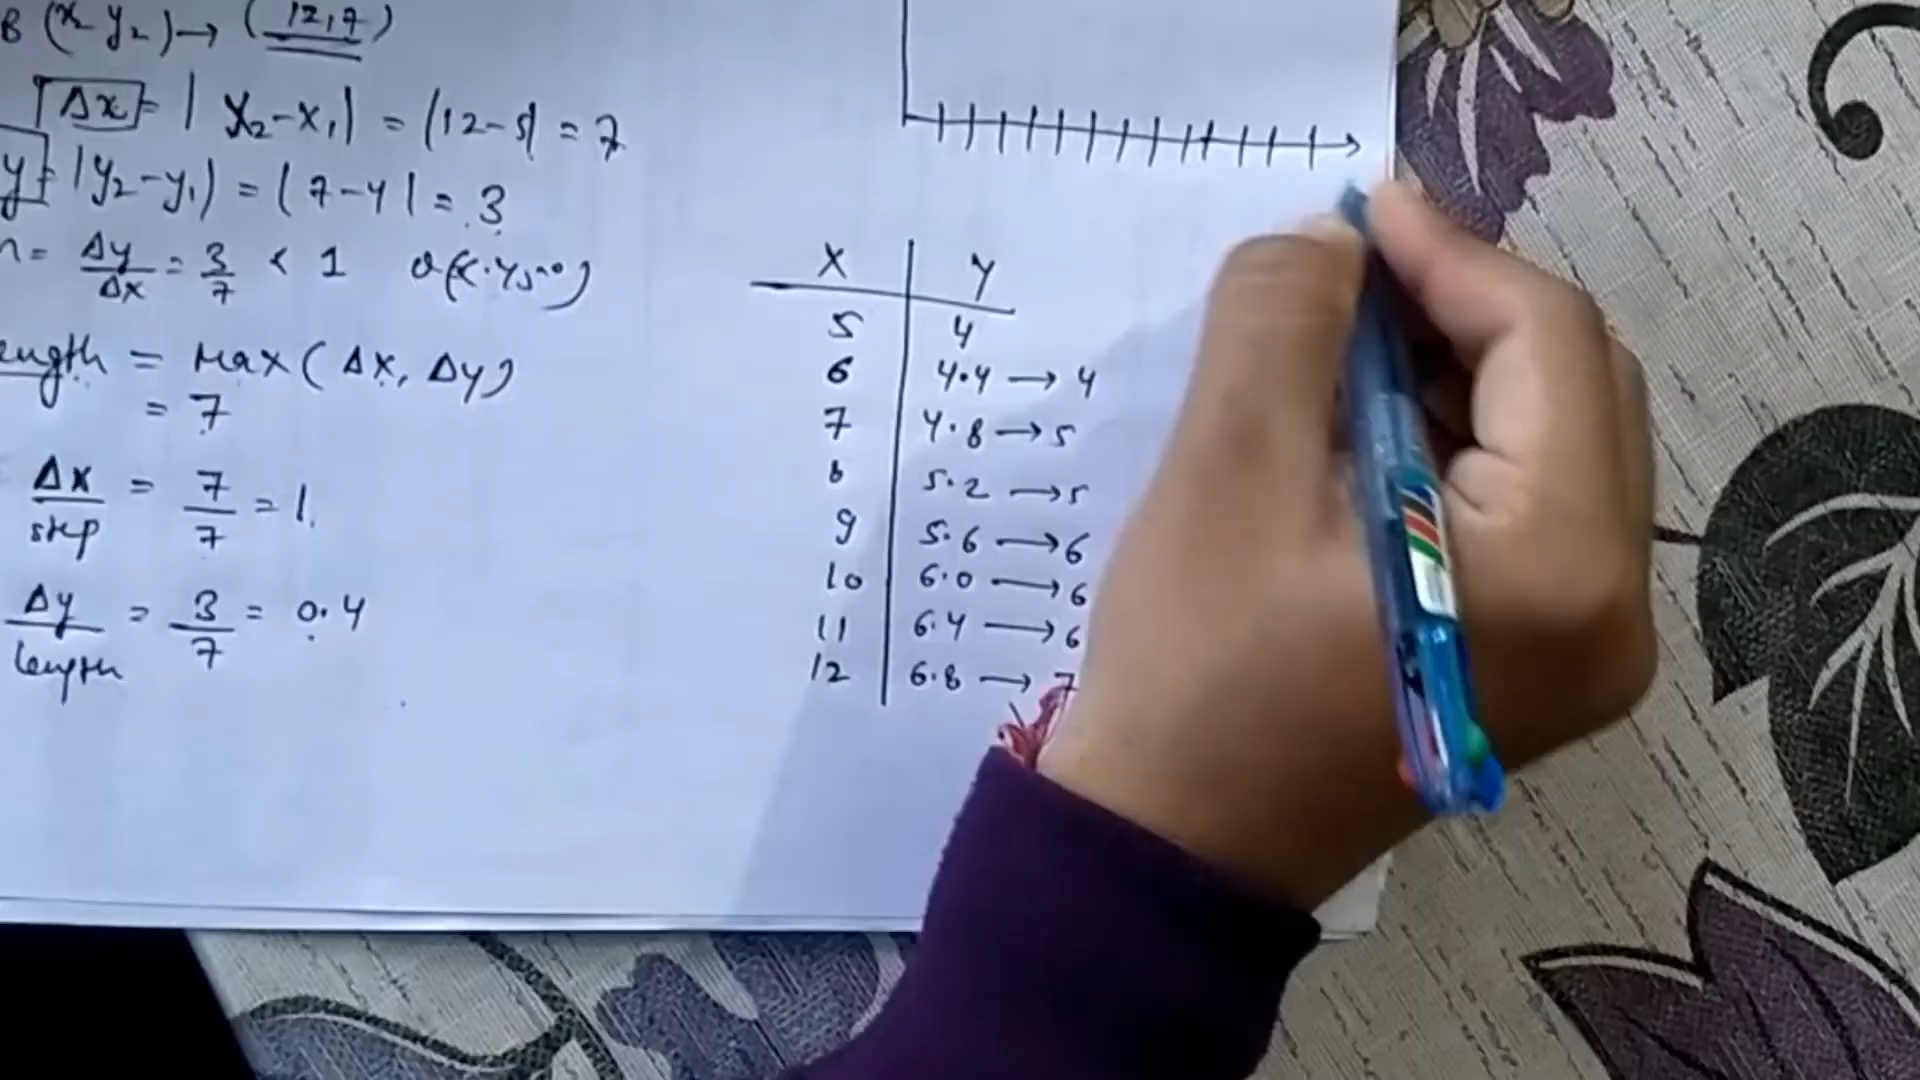 B (x₂ y₂) → (12,7)
Δx = | x₂-x₁| = |12-5| = 7
y = |y₂-y₁) = (7-4| = 3
= Δy/Δx = 3/7 < 1
ength = Max(Δx, Δy)
= 7
Δx/step = 7/7 = 1
Δy/length = 3/7 = 0.4
X | Y
5 | 4
6 | 4.4 → 4
7 | 4.8 → 5
8 | 5.2 → 5
9 | 5.6 → 6
10 | 6.0 → 6
11 | 6.4 → 6
12 | 6.8 → 7